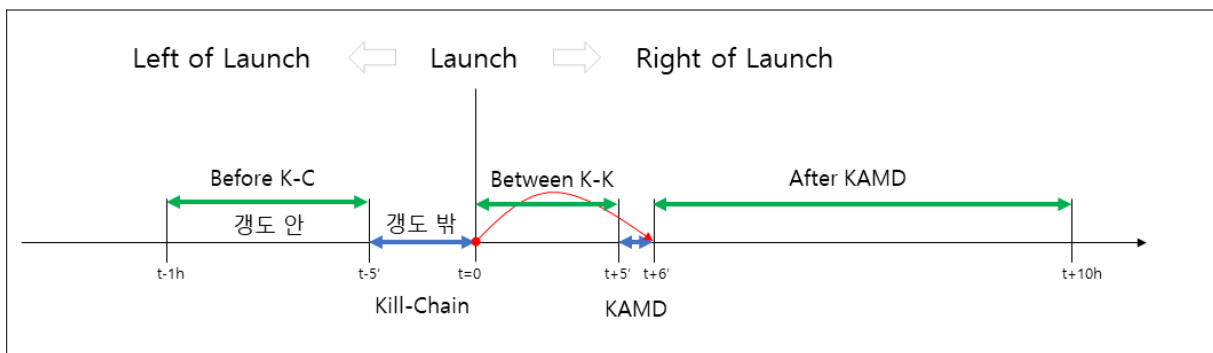 Left of Launch Launch Right of Launch
Before K-C Between K-K After KAMD
갱도 안 갱도 밖
t-1h t-5' t=0 t+5' t+6' t+10h
Kill-Chain KAMD